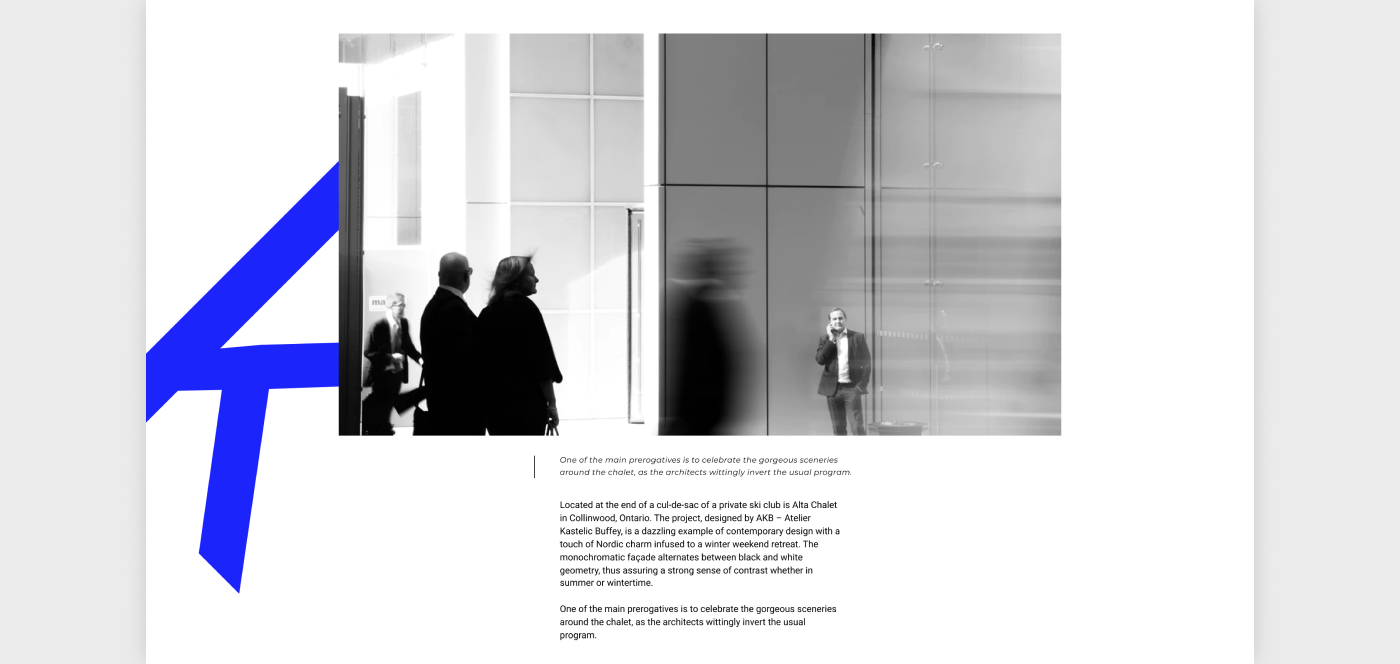 ma
One of the main prerogatives is to celebrate the gorgeous sceneries
around the chalet, as the architects wittingly invert the usual program.
Located at the end of a cul-de-sac of a private ski club is Alta Chalet
in Collinwood, Ontario. The project, designed by AKB – Atelier
Kastelic Buffey, is a dazzling example of contemporary design with a
touch of Nordic charm infused to a winter weekend retreat. The
monochromatic façade alternates between black and white
geometry, thus assuring a strong sense of contrast whether in
summer or wintertime.
One of the main prerogatives is to celebrate the gorgeous sceneries
around the chalet, as the architects wittingly invert the usual
program.